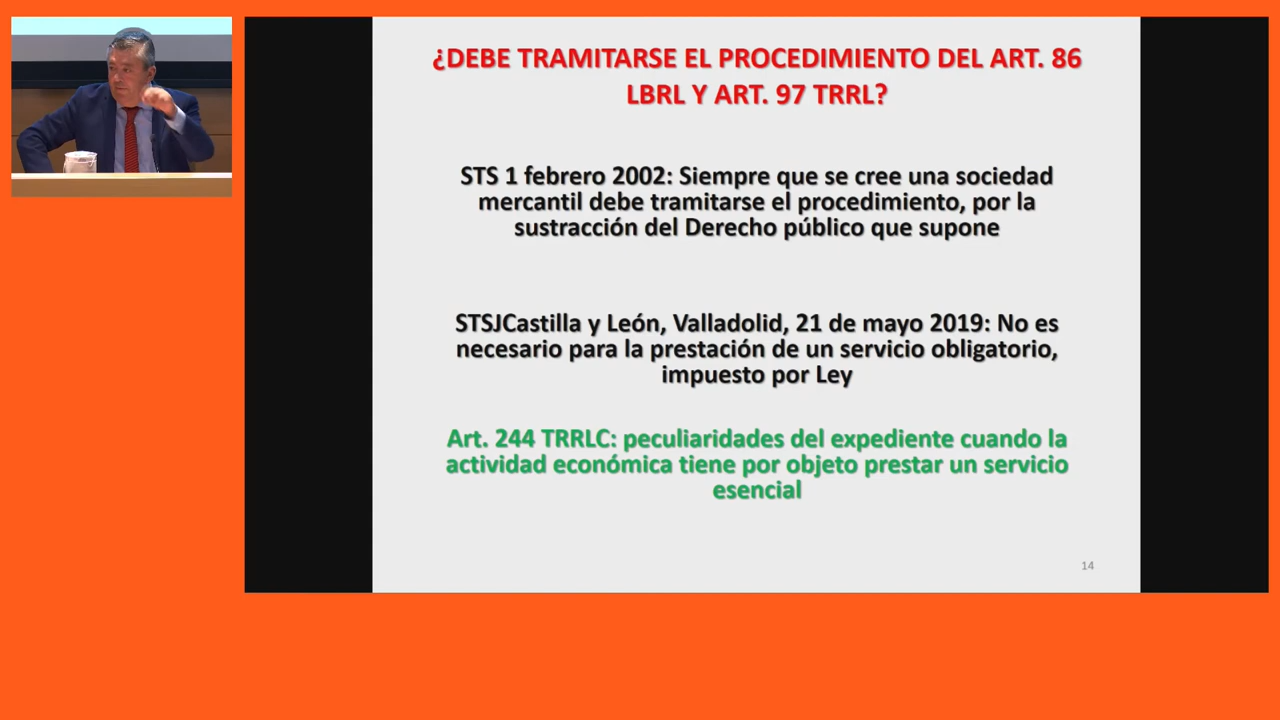 ¿DEBE TRAMITARSE EL PROCEDIMIENTO DEL ART. 86
LBRL Y ART. 97 TRRL?
STS 1 febrero 2002: Siempre que se cree una sociedad
mercantil debe tramitarse el procedimiento, por la
sustracción del Derecho público que supone
STSJCastilla y León, Valladolid, 21 de mayo 2019: No es
necesario para la prestación de un servicio obligatorio,
impuesto por Ley
Art. 244 TRRLC: peculiaridades del expediente cuando la
actividad económica tiene por objeto prestar un servicio
esencial
14